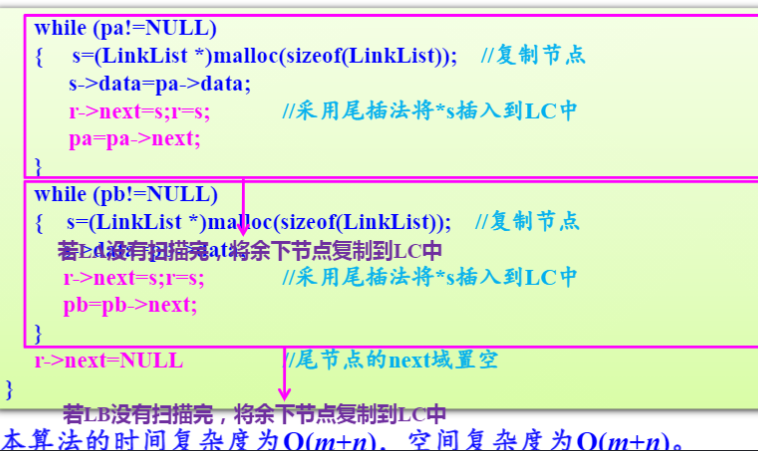 while (pa!=NULL)
{ s=(LinkList *)malloc(sizeof(LinkList)); //复制节点
s->data=pa->data;
r->next=s;r=s; //采用尾插法将*s插入到LC中
pa=pa->next;
}
while (pb!=NULL)
{ s=(LinkList *)malloc(sizeof(LinkList)); //复制节点
若LA没有扫描完，将余下节点复制到LC中
r->next=s;r=s; //采用尾插法将*s插入到LC中
pb=pb->next;
}
r->next=NULL //尾节点的next域置空
}
若LB没有扫描完，将余下节点复制到LC中
本算法的时间复杂度为O(m+n)，空间复杂度为O(m+n)。